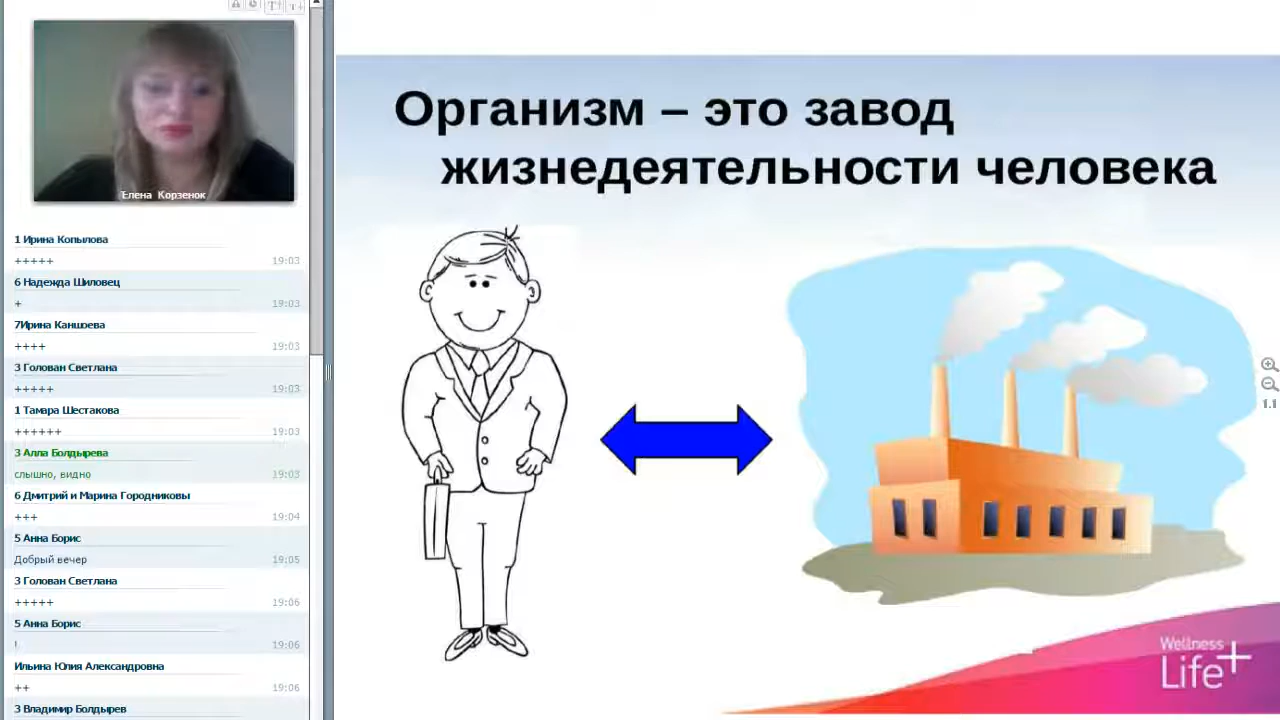 Елена Корзенок
1 Ирина Копылова
+++++ 19:03
6 Надежда Шиловец
+ 19:03
7Ирина Каншоева
++++ 19:03
3 Голован Светлана
+++++ 19:03
1 Тамара Шестакова
++++++ 19:03
3 Алла Болдырева
слышно, видно 19:03
6 Дмитрий и Марина Городниковы
+++ 19:04
5 Анна Борис
Добрый вечер 19:05
3 Голован Светлана
+++++ 19:06
5 Анна Борис
! 19:06
Ильина Юлия Александровна
++ 19:06
3 Владимир Болдырев
Организм – это завод
жизнедеятельности человека
1.1
Wellness
Life+